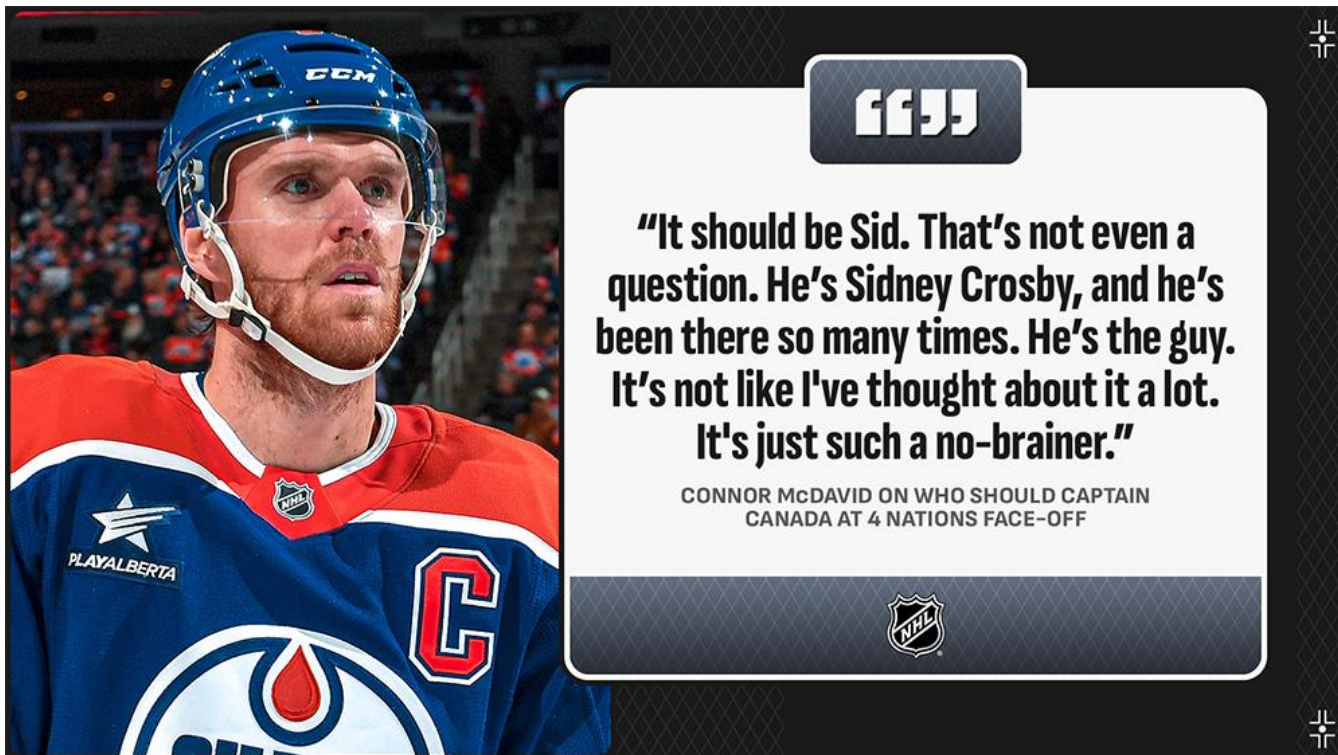 CCM
““””
“It should be Sid. That’s not even a
question. He’s Sidney Crosby, and he’s
been there so many times. He’s the guy.
It’s not like I've thought about it a lot.
It's just such a no-brainer.”
CONNOR McDAVID ON WHO SHOULD CAPTAIN
CANADA AT 4 NATIONS FACE-OFF
NHL
PLAYALBERTA
C
NHL